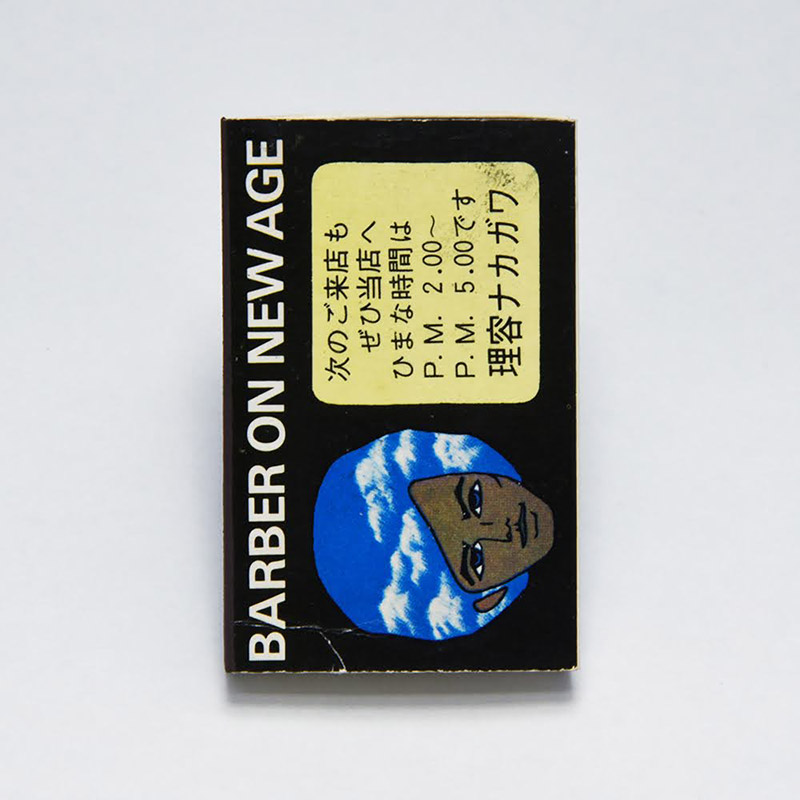 BARBER ON NEW AGE
次のご来店も
ぜひ当店へ
ひまな時間は
P.M. 2.00〜
P.M. 5.00です
理容ナカガワ